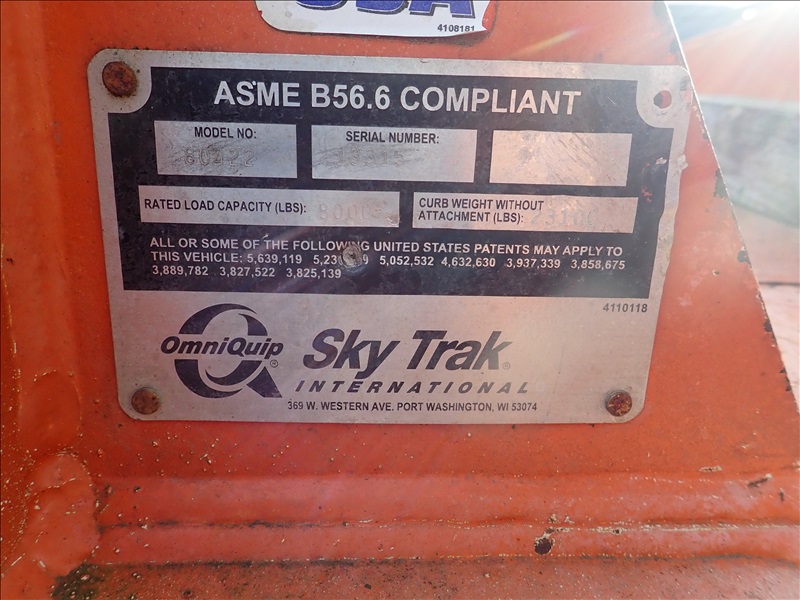 USA
4108181
ASME B56.6 COMPLIANT
MODEL NO:
SERIAL NUMBER:
RATED LOAD CAPACITY (LBS): 8000
CURB WEIGHT WITHOUT
ATTACHMENT (LBS): 23100
ALL OR SOME OF THE FOLLOWING UNITED STATES PATENTS MAY APPLY TO
THIS VEHICLE: 5,639,119 5,052,532 4,632,630 3,937,339 3,858,675
3,889,782 3,827,522 3,825,139
4110118
OmniQuip ® Sky Trak ®
INTERNATIONAL
369 W. WESTERN AVE. PORT WASHINGTON, WI 53074